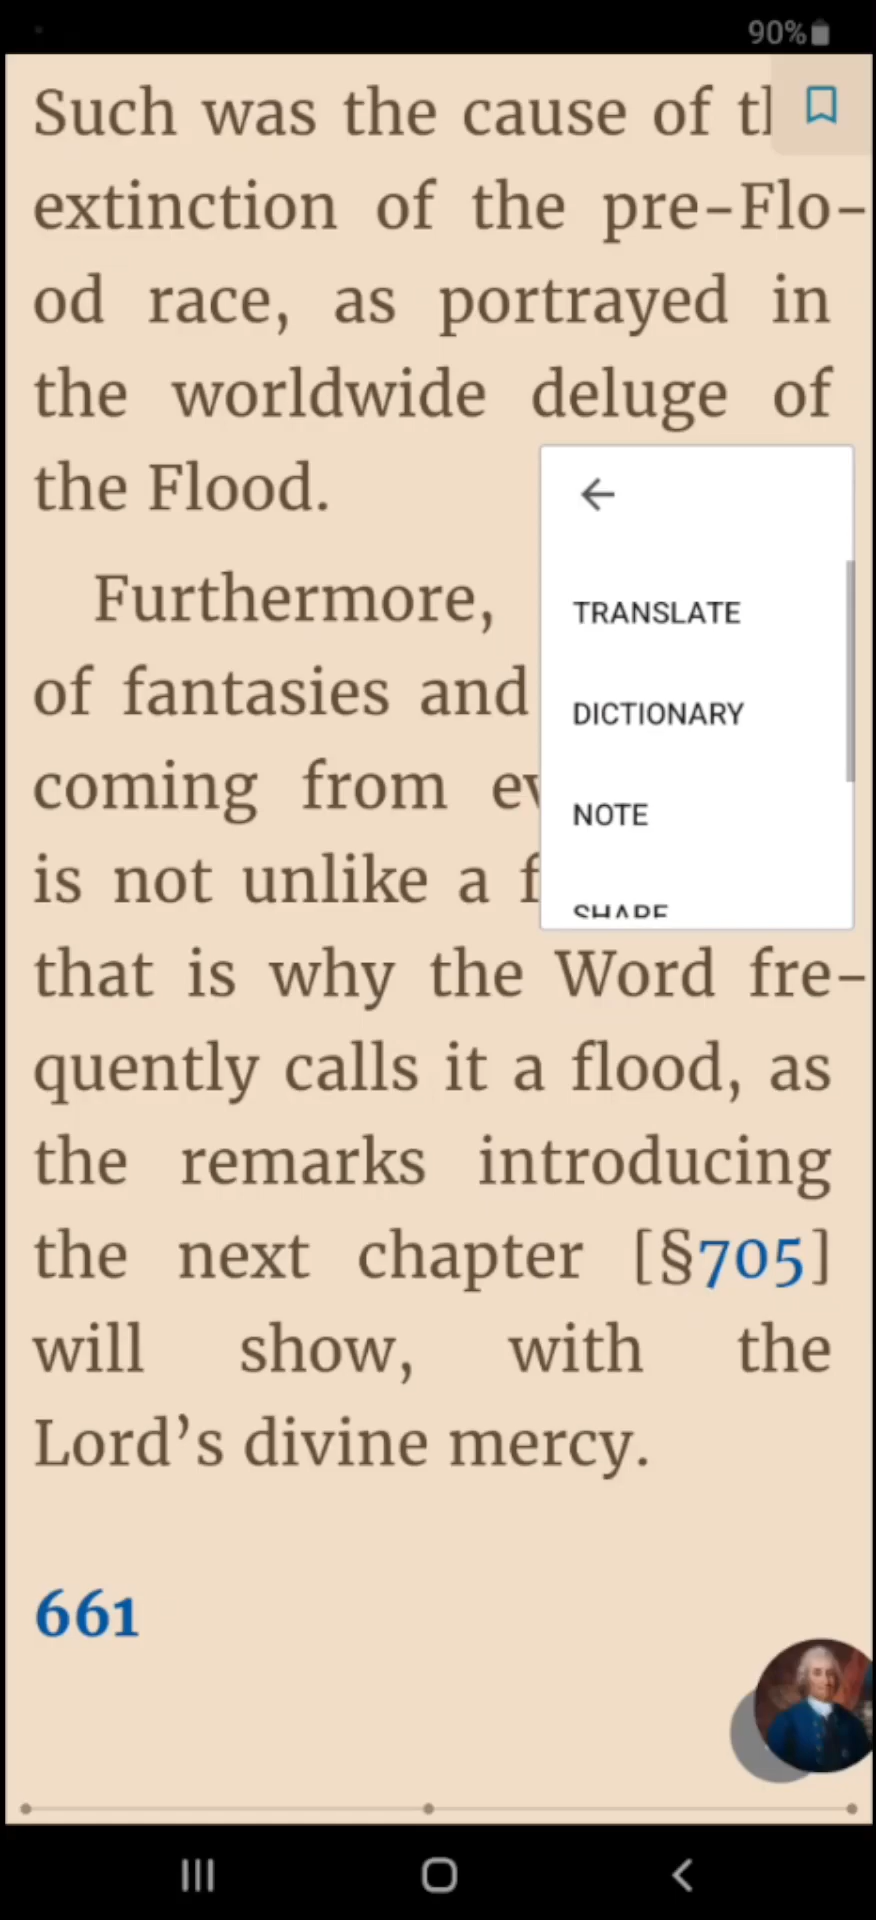 90%
Such was the cause of
extinction of the pre-Flo-
od race, as portrayed in
the worldwide deluge of
the Flood.
Furthermore,
of fantasies and
coming from
is not unlike a
that is why the Word fre-
quently calls it a flood, as
the remarks introducing
the next chapter [§705]
will show, with the
Lord’s divine mercy.
661
TRANSLATE
DICTIONARY
NOTE
SHARE